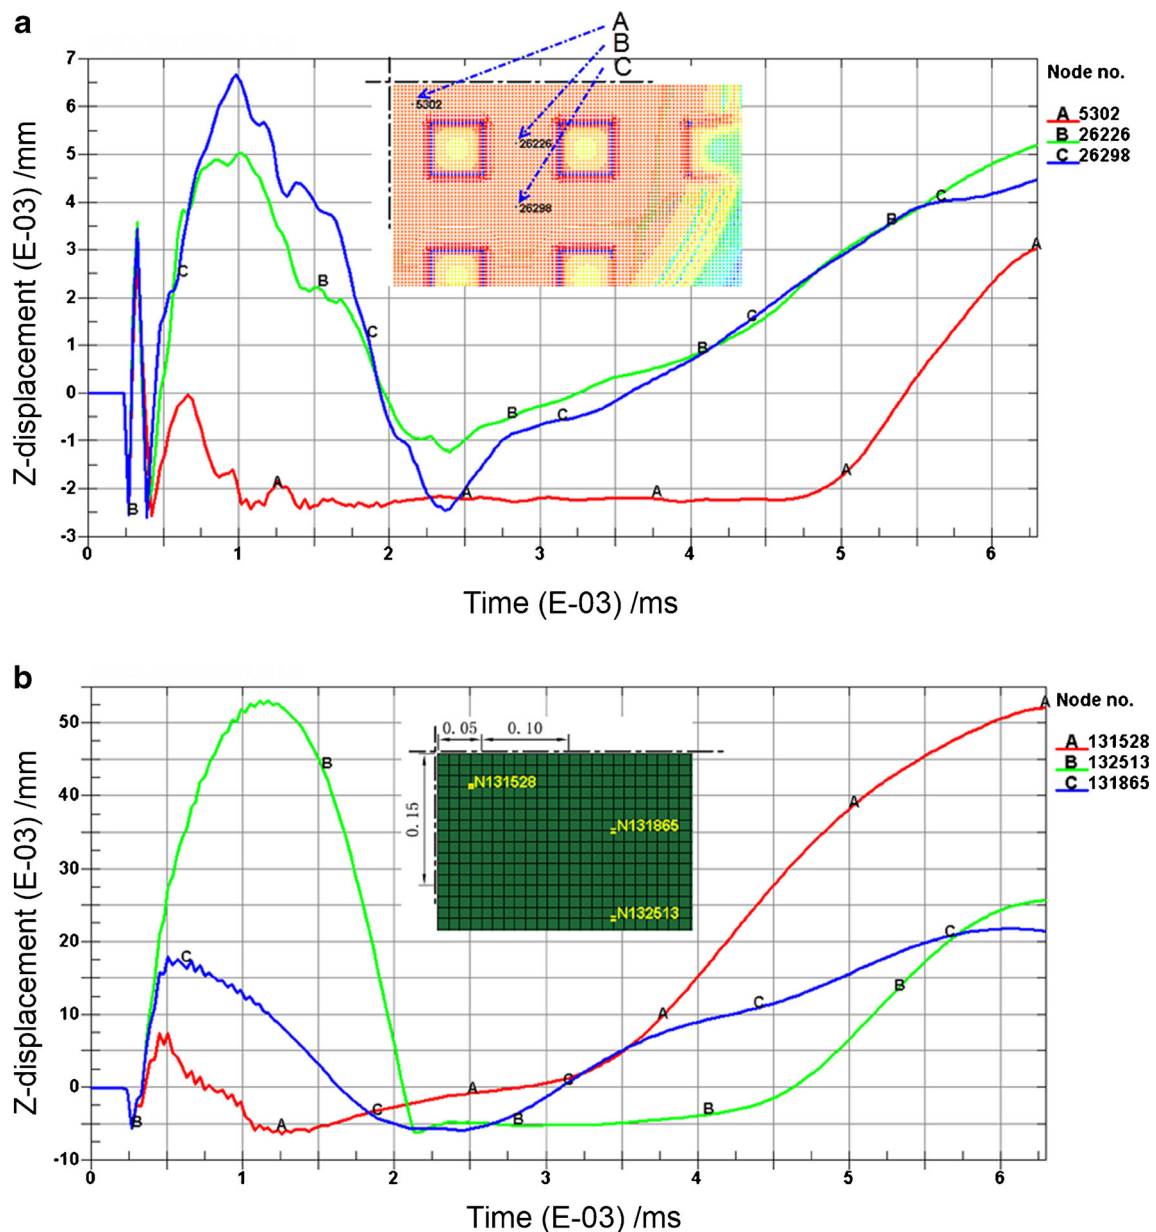 a
A
B
C
7
6
5
4
3
2
1
0
-1
-2
-3
Z-displacement (E-03) /mm
5302
26226
26298
Node no.
A 5302
B 26226
C 26298
C
B
C
B
C
B
A
A
A
A
A
B
C
B
C
B
C
0
1
2
3
4
5
6
Time (E-03) /ms
b
50
40
30
20
10
0
-10
Z-displacement (E-03) /mm
0.05
0.10
0.15
N131528
N131865
N132513
Node no.
A 131528
B 132513
C 131865
B
C
B
A
C
A
B
C
A
B
C
A
B
C
A
0
1
2
3
4
5
6
Time (E-03) /ms